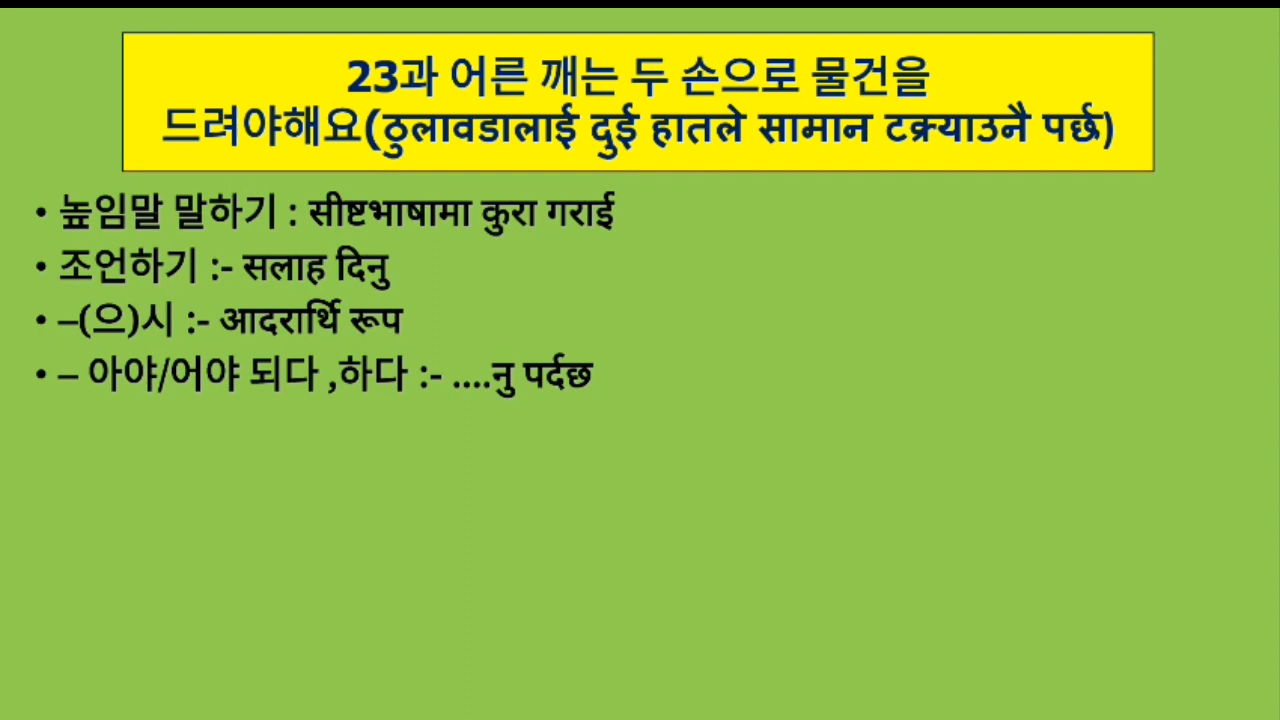 23과 어른 깨는 두 손으로 물건을
드려야해요(ठुलावडालाई दुई हातले सामान टक्र्याउनै पर्छ)
• 높임말 말하기 : सीष्टभाषामा कुरा गराई
• 조언하기 :- सलाह दिनु
• –(으)시 :- आदरार्थि रूप
• – 아야/어야 되다 ,하다 :- ....नु पर्दछ